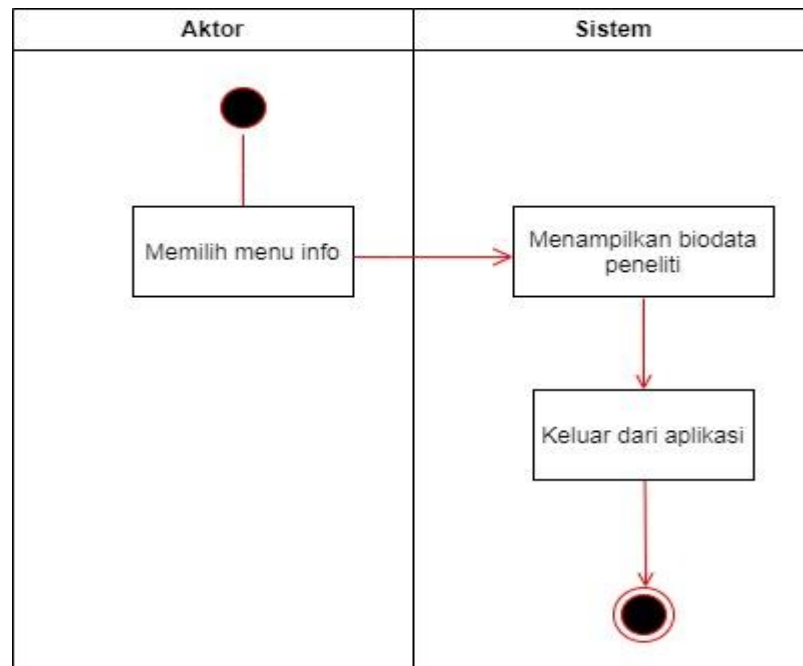 Aktor
Sistem
Memilih menu info
Menampilkan biodata
peneliti
Keluar dari aplikasi